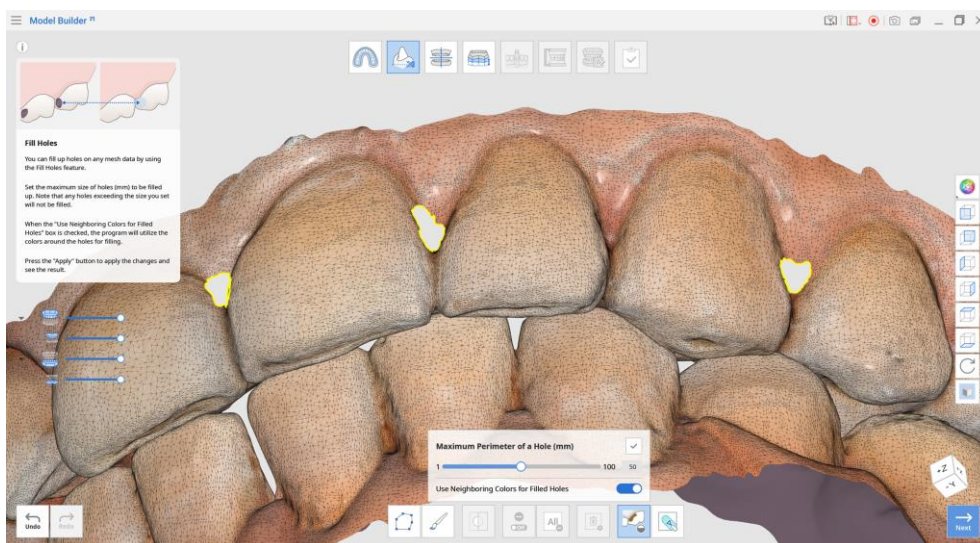 Model Builder
Fill Holes
You can fill up holes on any mesh data by using
the Fill Holes feature.
Set the maximum size of holes (mm) to be filled
up. Note that any holes exceeding the size you set
will not be filled.
When the "Use Neighboring Colors for Filled
Holes" box is checked, the program will utilize the
colors around the holes for filling.
Press the "Apply" button to apply the changes and
see the result.
Maximum Perimeter of a Hole (mm)
1 100 50
Use Neighboring Colors for Filled Holes
Undo Redo All Next
-Z
-Y